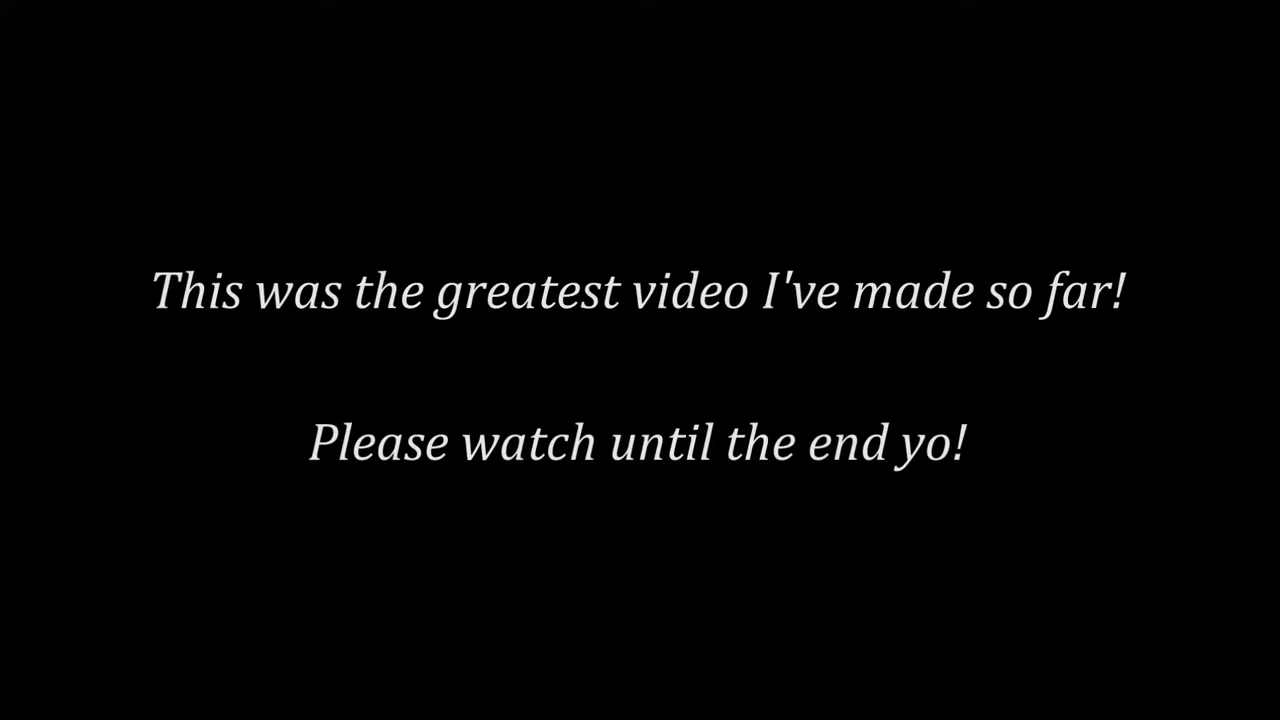 This was the greatest video I've made so far!
Please watch until the end yo!